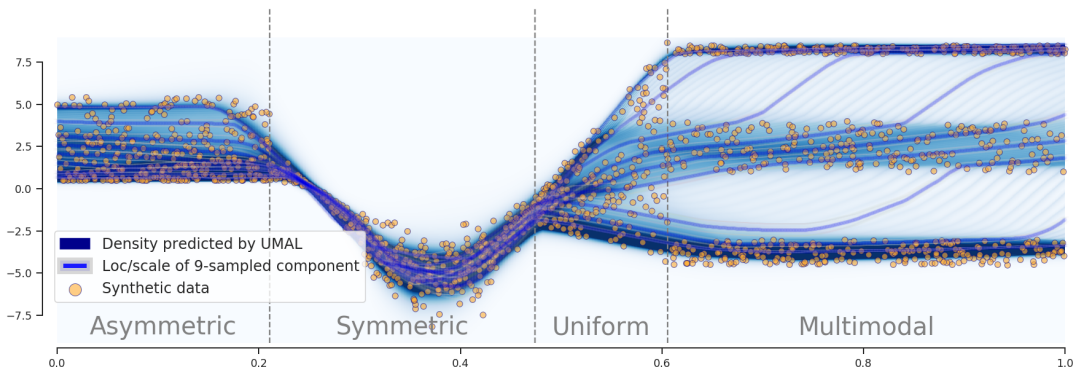 7.5
5.0
2.5
0.0
−2.5
−5.0
−7.5
Density predicted by UMAL
Loc/scale of 9-sampled component
Synthetic data
Asymmetric
Symmetric
Uniform
Multimodal
0.0
0.2
0.4
0.6
0.8
1.0